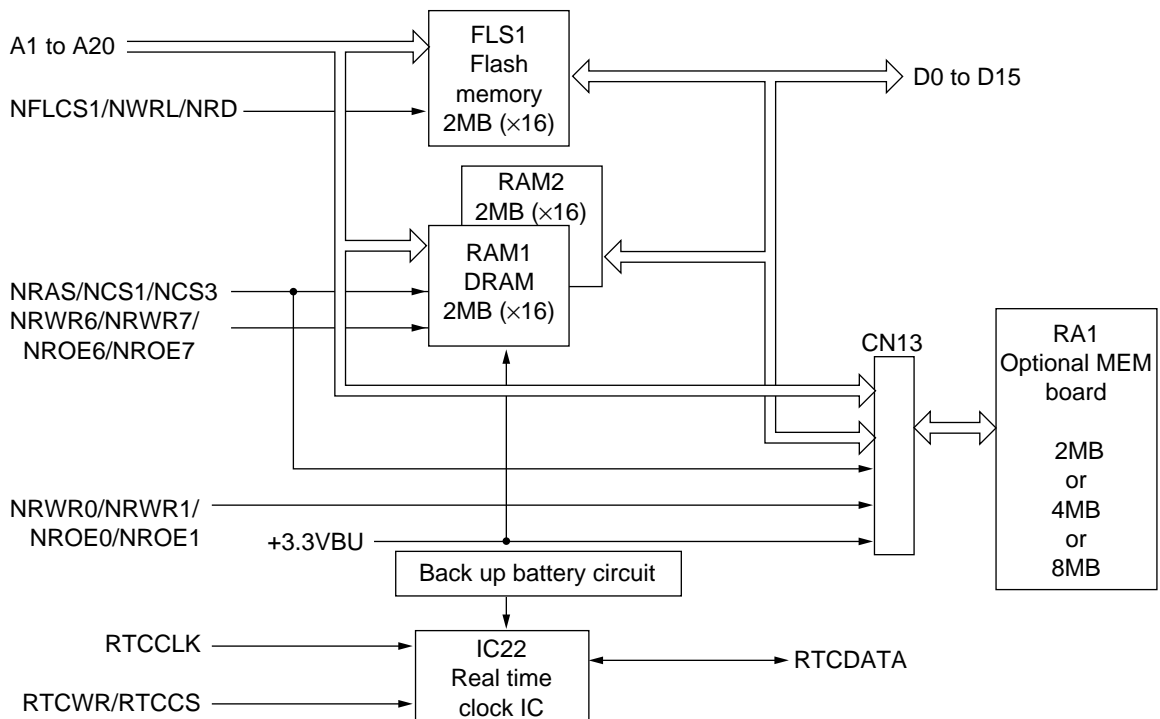 A1 to A20
FLS1
Flash
memory
2MB (×16)
D0 to D15
NFLCS1/NWRL/NRD
RAM2
2MB (×16)
RAM1
DRAM
2MB (×16)
NRAS/NCS1/NCS3
NRWR6/NRWR7/
NROE6/NROE7
CN13
RA1
Optional MEM
board
2MB
or
4MB
or
8MB
NRWR0/NRWR1/
NROE0/NROE1
+3.3VBU
Back up battery circuit
RTCCLK
IC22
Real time
clock IC
RTCDATA
RTCWR/RTCCS